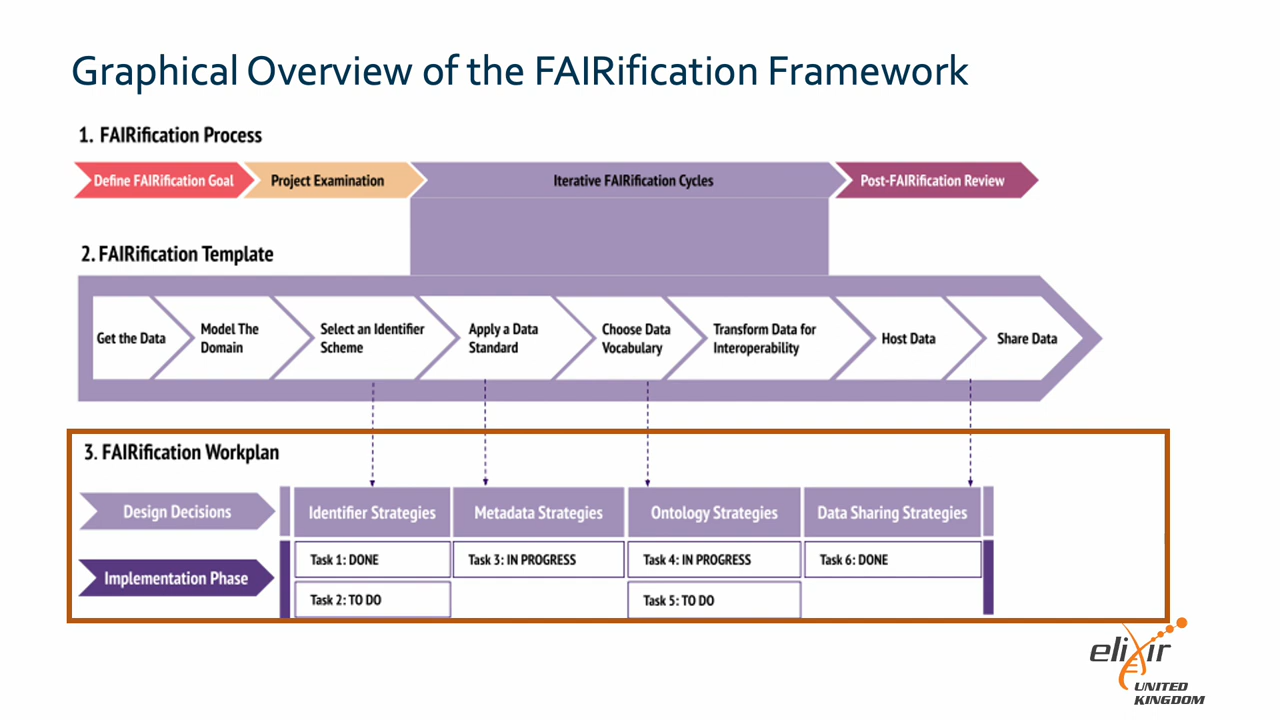 Graphical Overview of the FAIRification Framework
1. FAIRification Process
Define FAIRification Goal
Project Examination
Iterative FAIRification Cycles
Post-FAIRification Review
2. FAIRification Template
Get the Data
Model The
Domain
Select an Identifier
Scheme
Apply a Data
Standard
Choose Data
Vocabulary
Transform Data for
Interoperability
Host Data
Share Data
3. FAIRification Workplan
Design Decisions
Identifier Strategies
Metadata Strategies
Ontology Strategies
Data Sharing Strategies
Implementation Phase
Task 1: DONE
Task 3: IN PROGRESS
Task 4: IN PROGRESS
Task 6: DONE
Task 2: TO DO
Task 5: TO DO
elixir
UNITED
KINGDOM